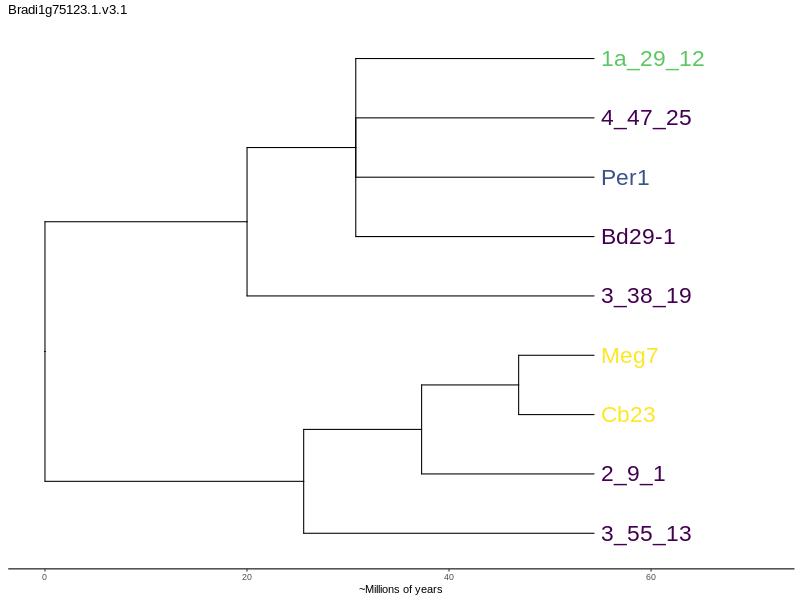 Bradi1g75123.1.v3.1
1a_29_12
4_47_25
Per1
Bd29-1
3_38_19
Meg7
Cb23
2_9_1
3_55_13
0 20 40 60
~Millions of years